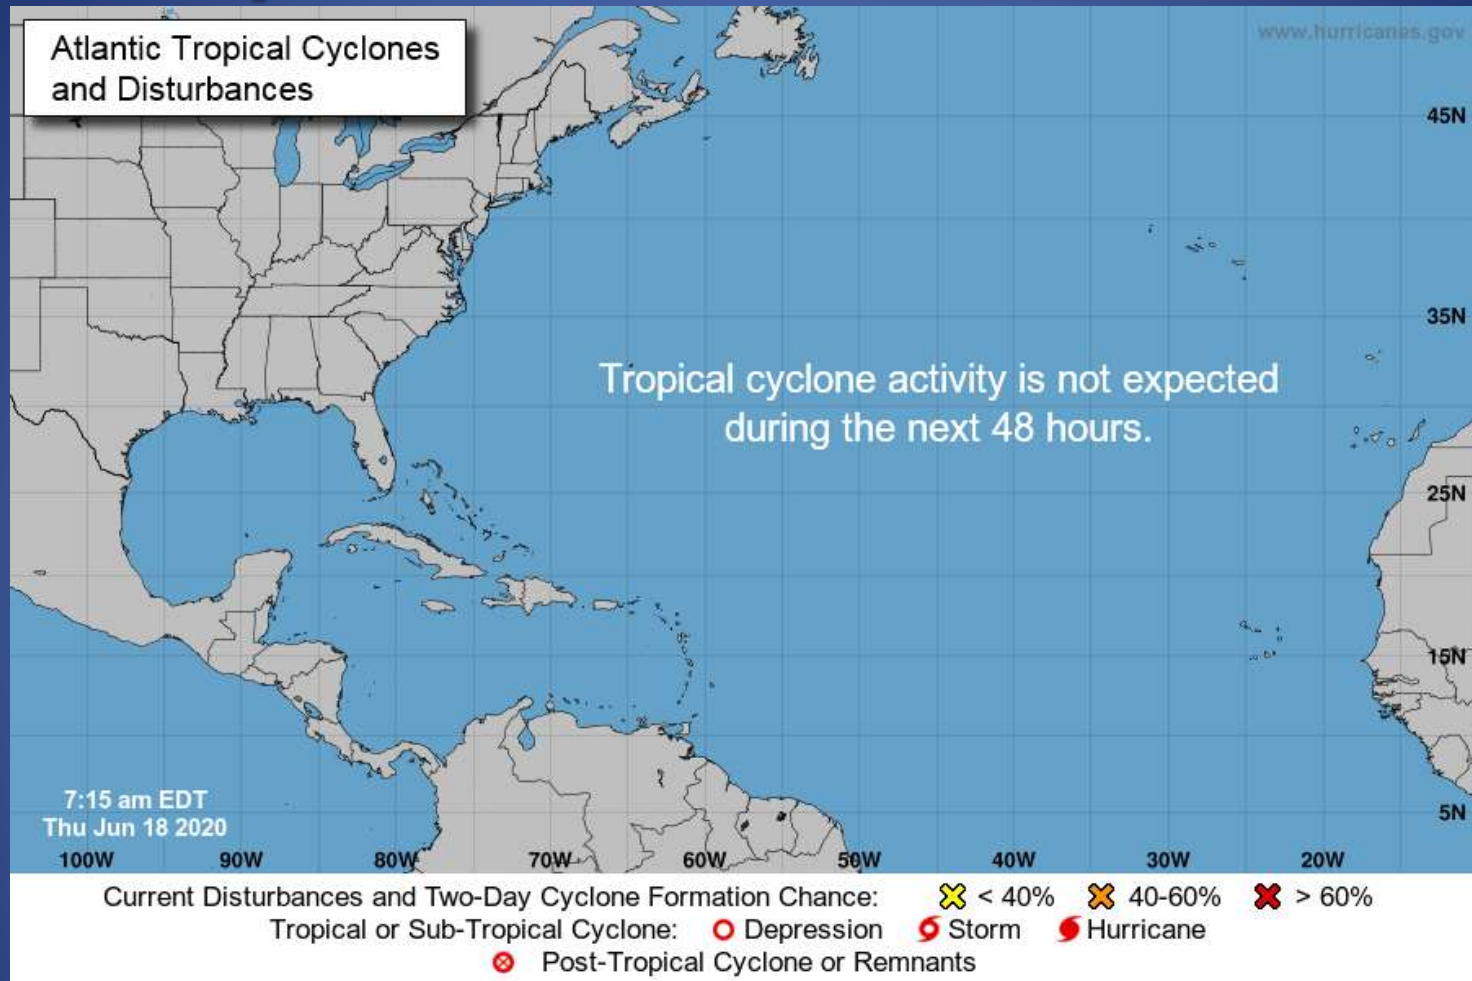 Atlantic Tropical Cyclones
and Disturbances
www.hurricanes.gov
45N
35N
Tropical cyclone activity is not expected
during the next 48 hours.
25N
15N
7:15 am EDT
Thu Jun 18 2020
5N
100W 90W 80W 70W 60W 50W 40W 30W 20W
Current Disturbances and Two-Day Cyclone Formation Chance: < 40% 40-60% > 60%
Tropical or Sub-Tropical Cyclone: Depression Storm Hurricane
Post-Tropical Cyclone or Remnants